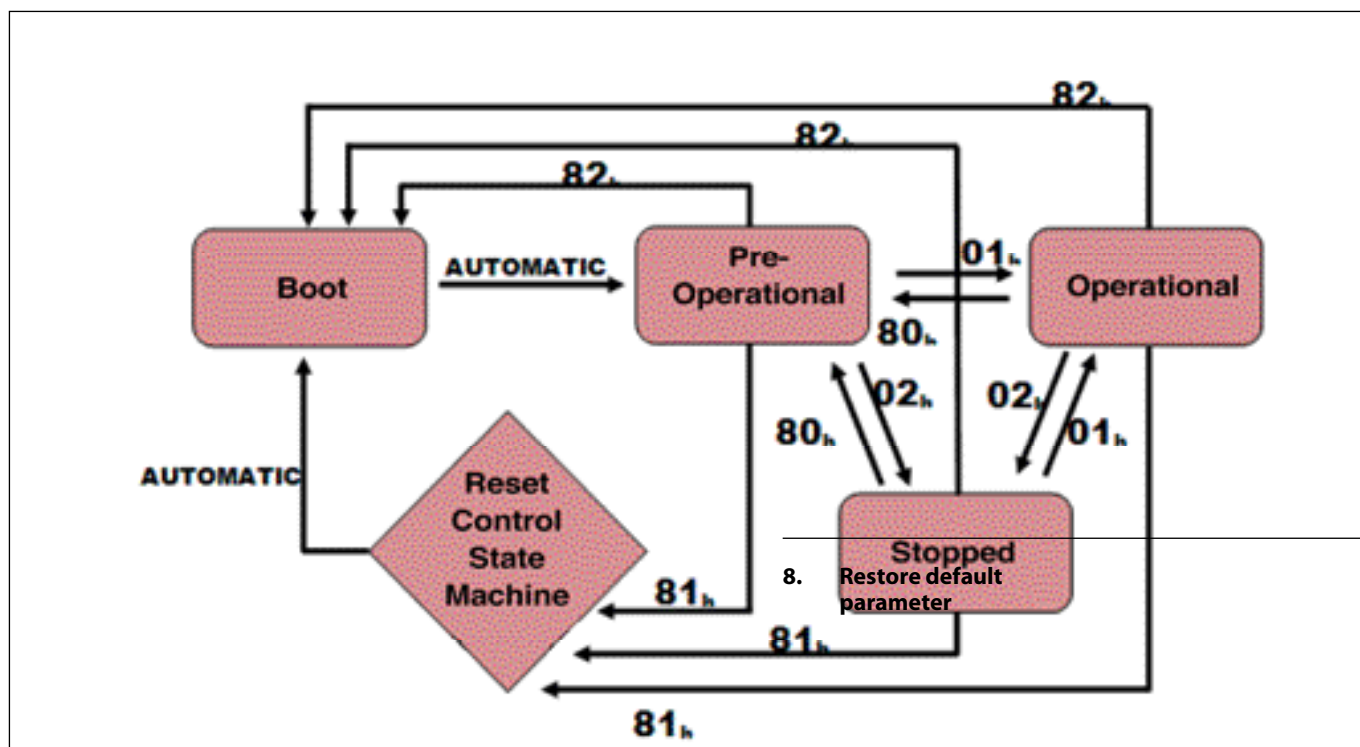 82h
82h
82h
Boot
AUTOMATIC
Pre-
Operational
01h
80h
Operational
02h
80h
02h
01h
AUTOMATIC
Reset
Control
State
Machine
Stopped
8. Restore default
parameter
81h
81h
81h